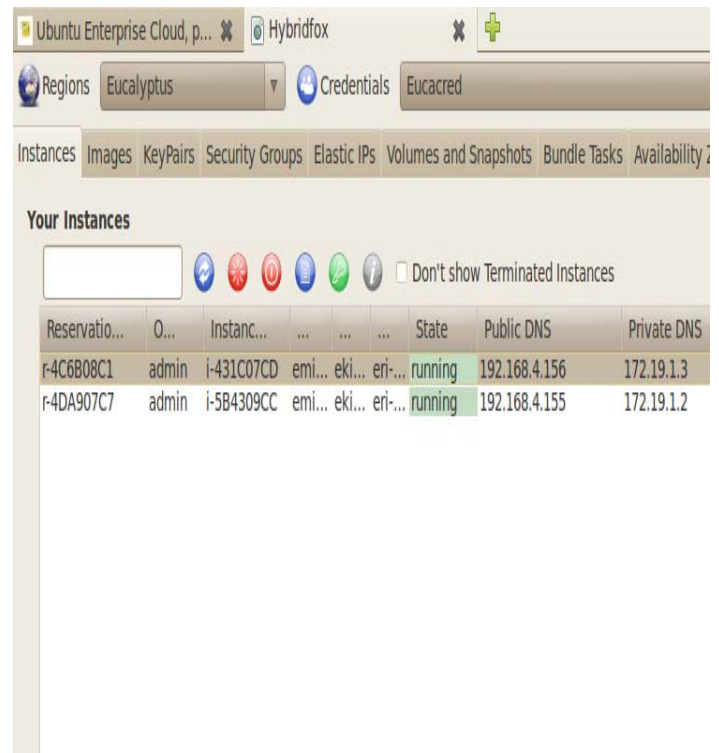 Ubuntu Enterprise Cloud, p... Hybridfox
Regions Eucalyptus Credentials Eucacred
Instances Images KeyPairs Security Groups Elastic IPs Volumes and Snapshots Bundle Tasks Availability Z
Your Instances
Don't show Terminated Instances
Reservatio... O... Instanc... ... ... ... State Public DNS Private DNS
r-4C6B08C1 admin i-431C07CD emi... eki... eri-... running 192.168.4.156 172.19.1.3
r-4DA907C7 admin i-5B4309CC emi... eki... eri-... running 192.168.4.155 172.19.1.2